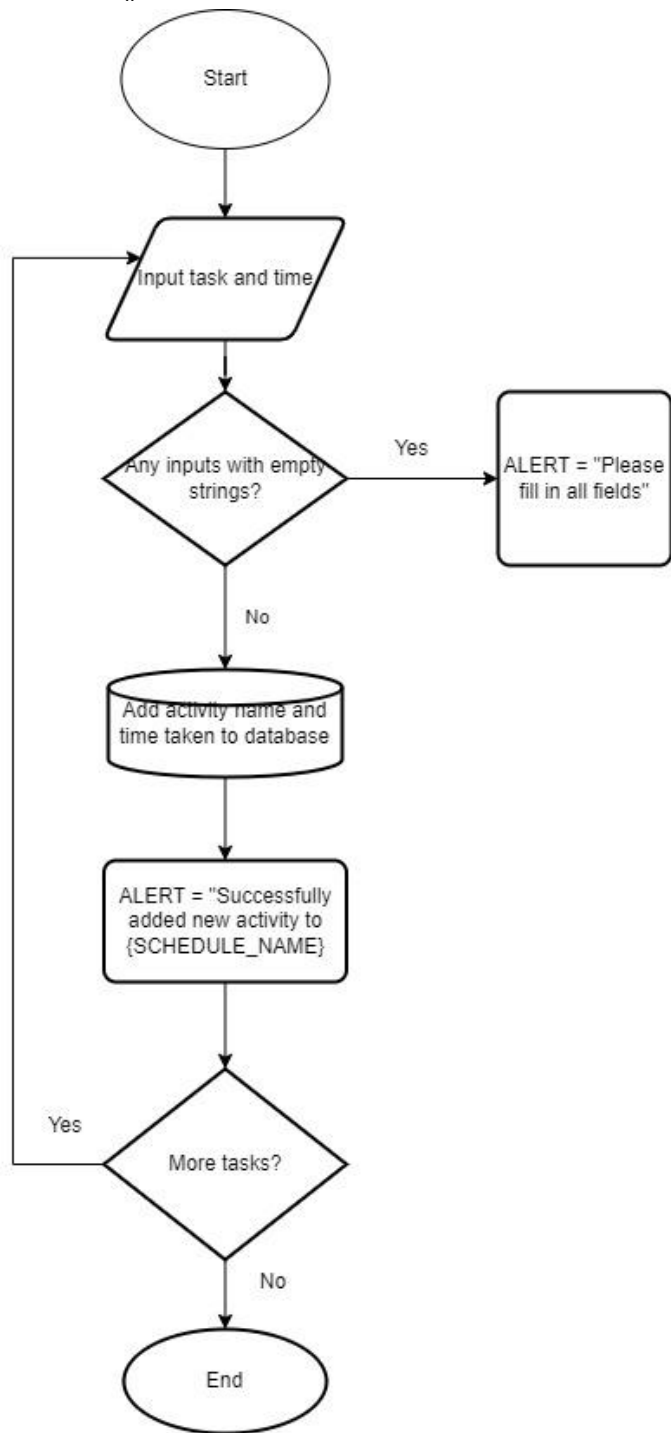 Start
Input task and time
Any inputs with empty
strings?
Yes
ALERT = "Please
fill in all fields"
No
Add activity name and
time taken to database
ALERT = "Successfully
added new activity to
{SCHEDULE_NAME}
Yes
More tasks?
No
End